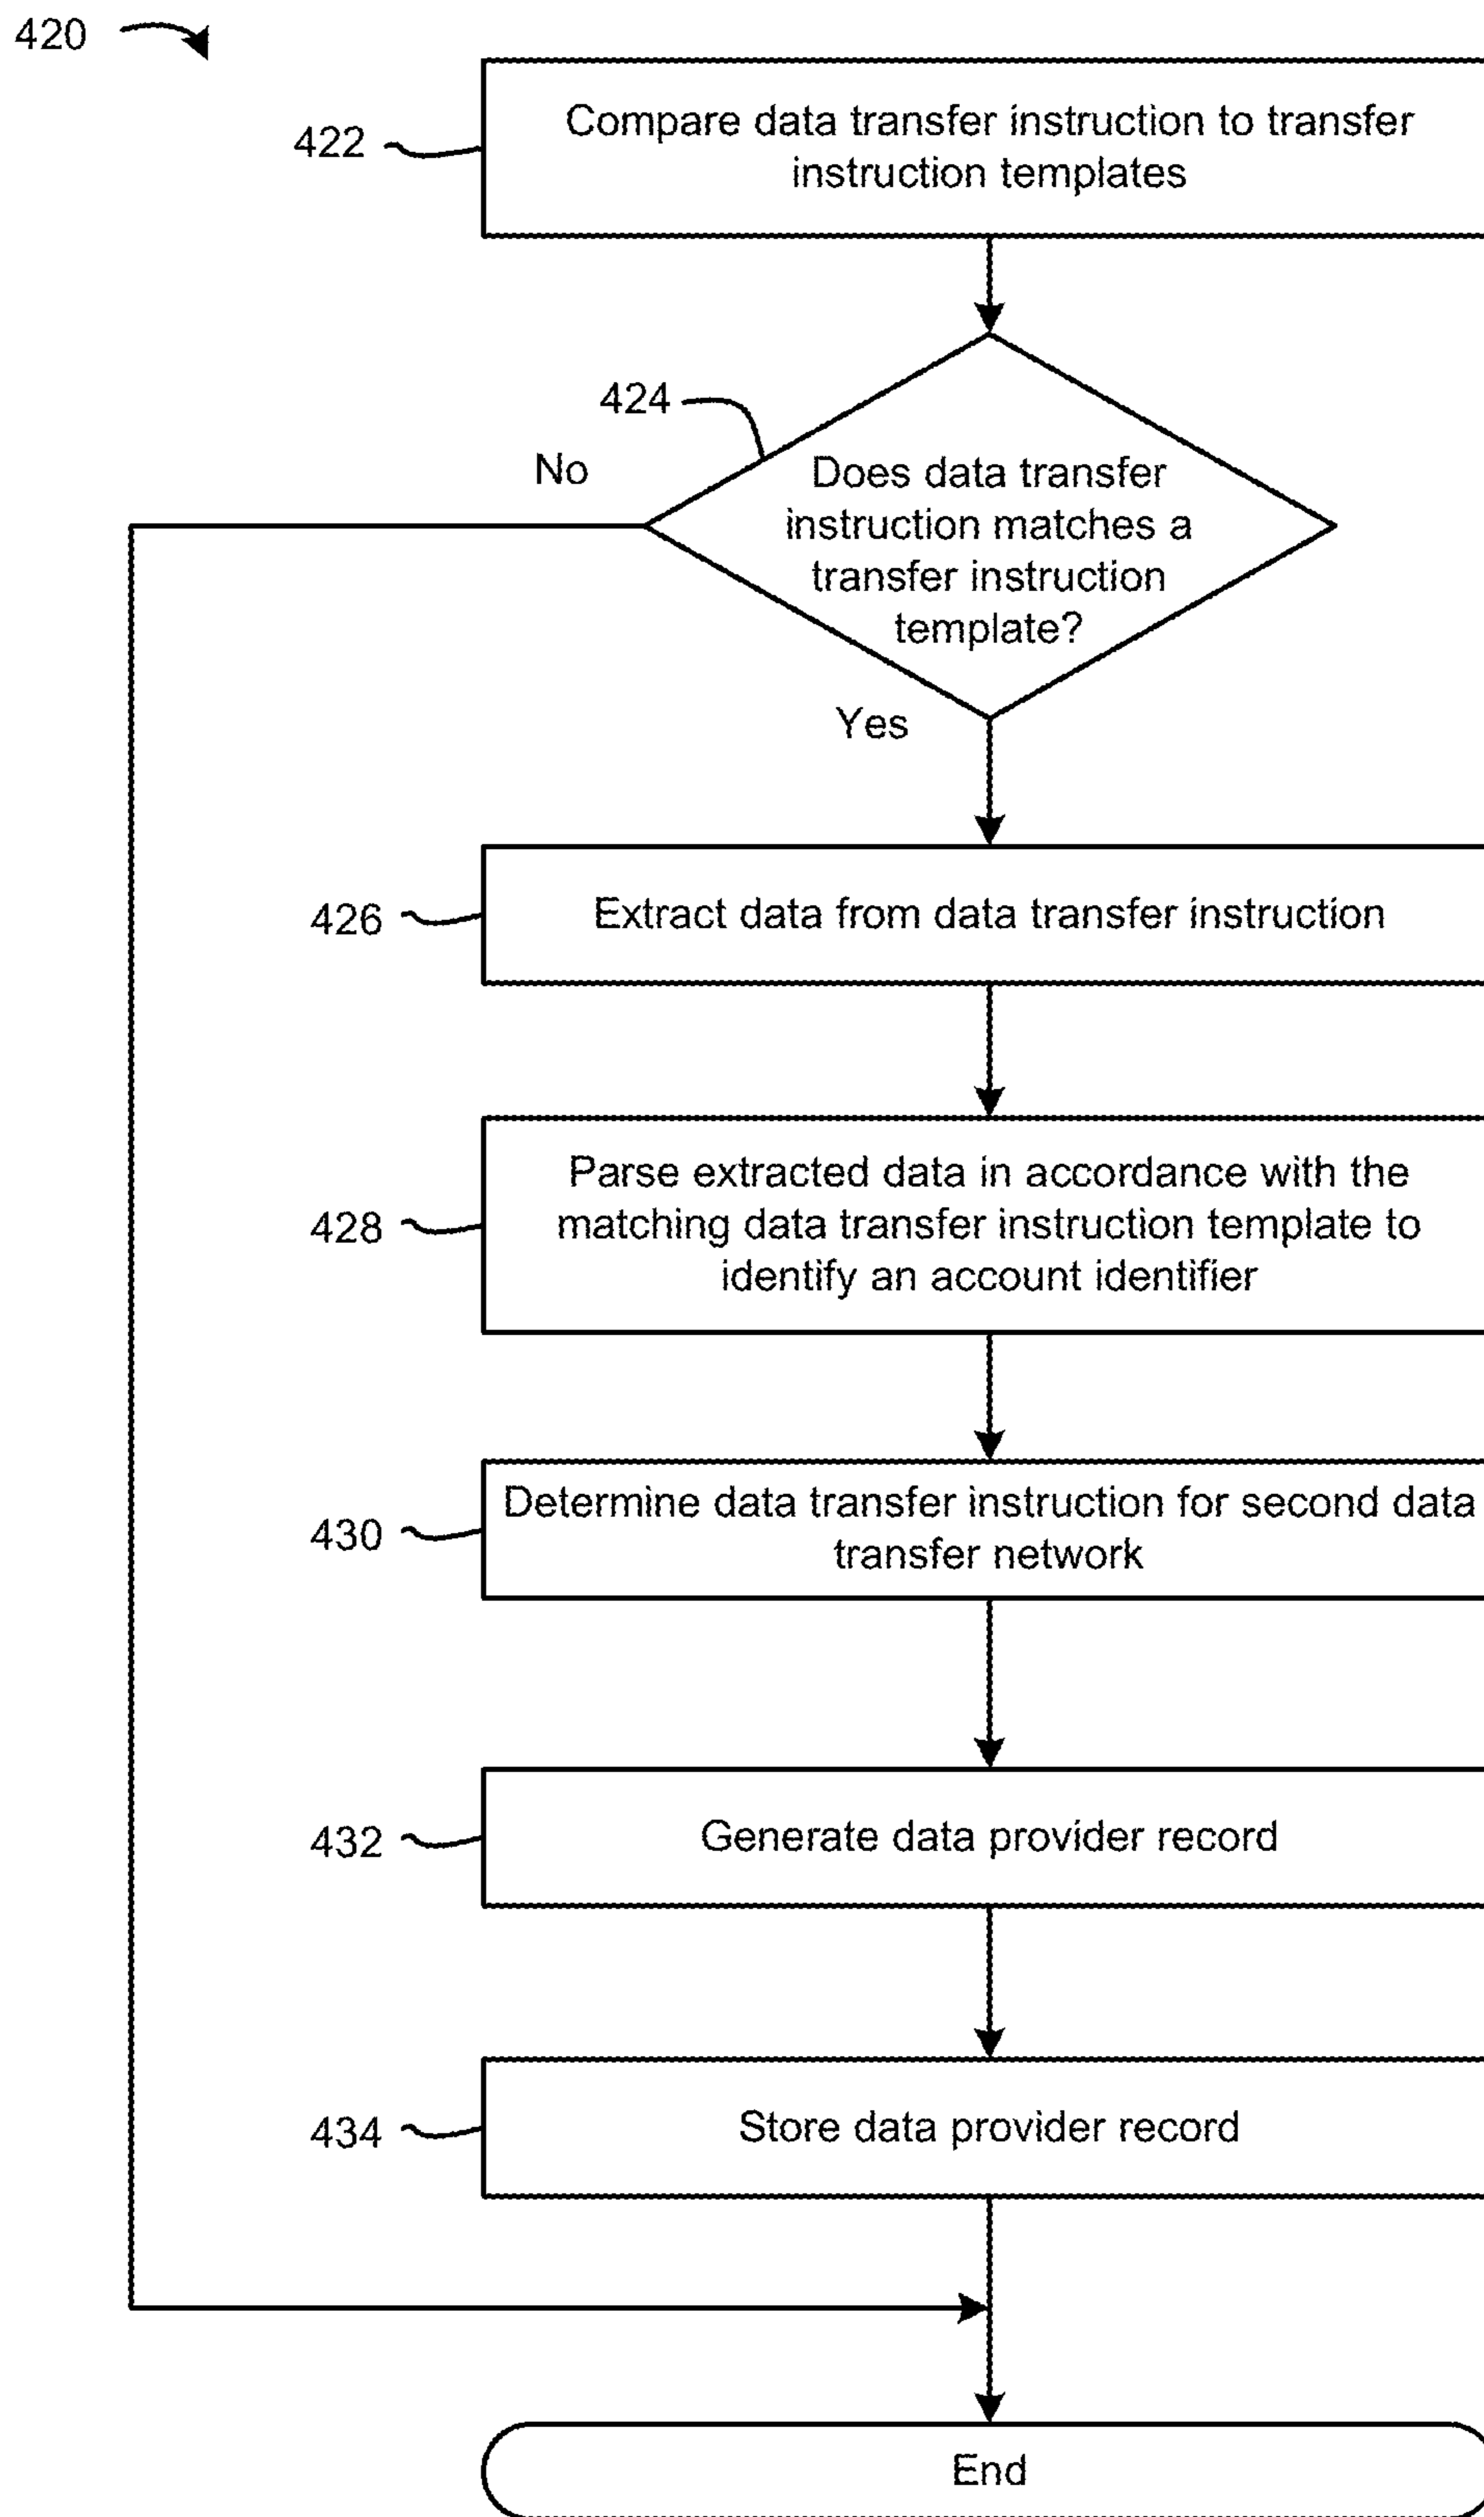 420
422
Compare data transfer instruction to transfer
instruction templates
424
No
Does data transfer
instruction matches a
transfer instruction
template?
Yes
426
Extract data from data transfer instruction
428
Parse extracted data in accordance with the
matching data transfer instruction template to
identify an account identifier
430
Determine data transfer instruction for second data
transfer network
432
Generate data provider record
434
Store data provider record
End